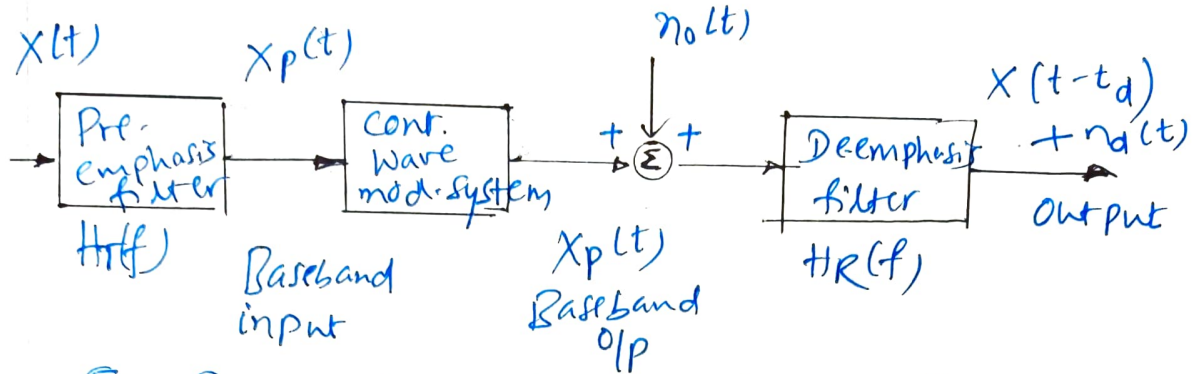 X(t)
Xp(t)
n0(t)
X(t-td)
+ nd(t)
Pre-
emphasis
filter
Cont.
Wave
mod. System
+
+
Σ
Deemphasis
filter
Output
HT(f)
Baseband
input
Xp(t)
Baseband
O/P
HR(f)